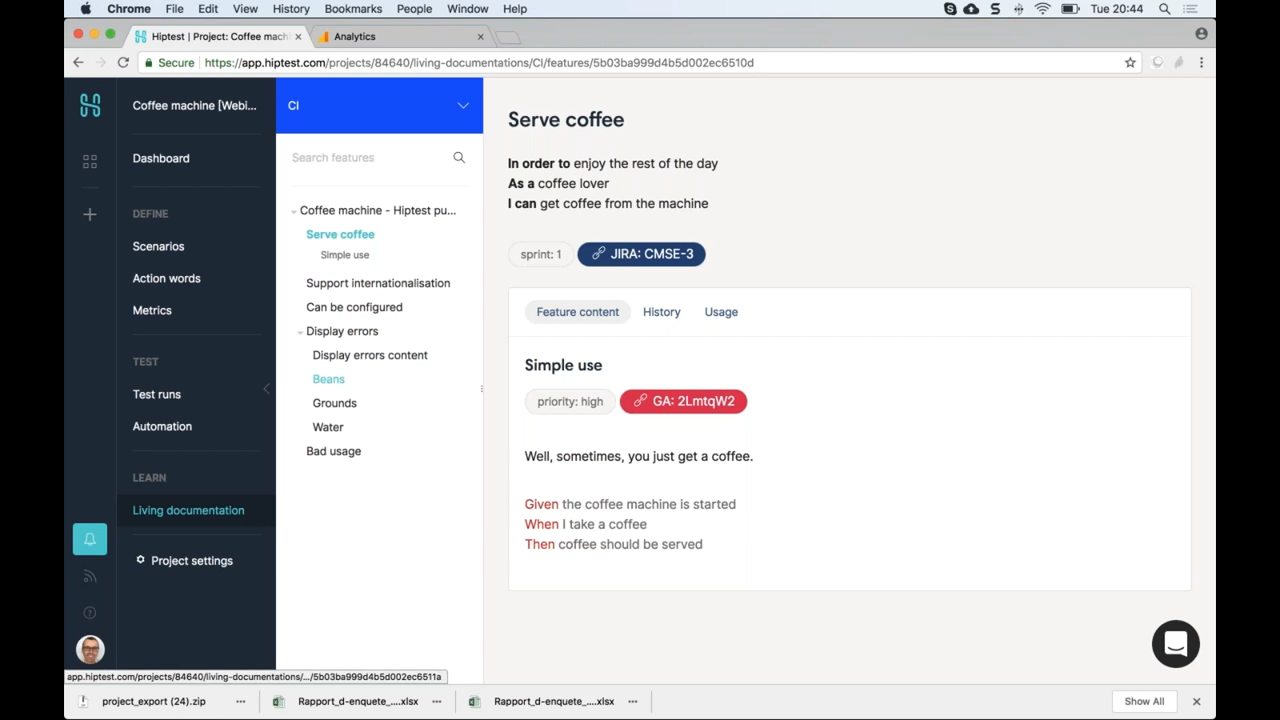 Chrome File Edit View History Bookmarks People Window Help Tue 20:44
Hiptest | Project: Coffee mach
Analytics
Secure https://app.hiptest.com/projects/84640/living-documentations/CI/features/5b03ba999d4b5d002ec6510d
Coffee machine [Webi...
Dashboard
DEFINE
Scenarios
Action words
Metrics
TEST
Test runs
Automation
LEARN
Living documentation
Project settings
CI
Search features
Coffee machine - Hiptest pu...
Serve coffee
Simple use
Support internationalisation
Can be configured
Display errors
Display errors content
Beans
Grounds
Water
Bad usage
Serve coffee
In order to enjoy the rest of the day
As a coffee lover
I can get coffee from the machine
sprint: 1 JIRA: CMSE-3
Feature content History Usage
Simple use
priority: high GA: 2LmtqW2
Well, sometimes, you just get a coffee.
Given the coffee machine is started
When I take a coffee
Then coffee should be served
app.hiptest.com/projects/84640/living-documentations/.../5b03ba999d4b5d002ec6511a
project_export (24).zip Rapport_d-enquete_....xlsx Rapport_d-enquete_....xlsx Show All